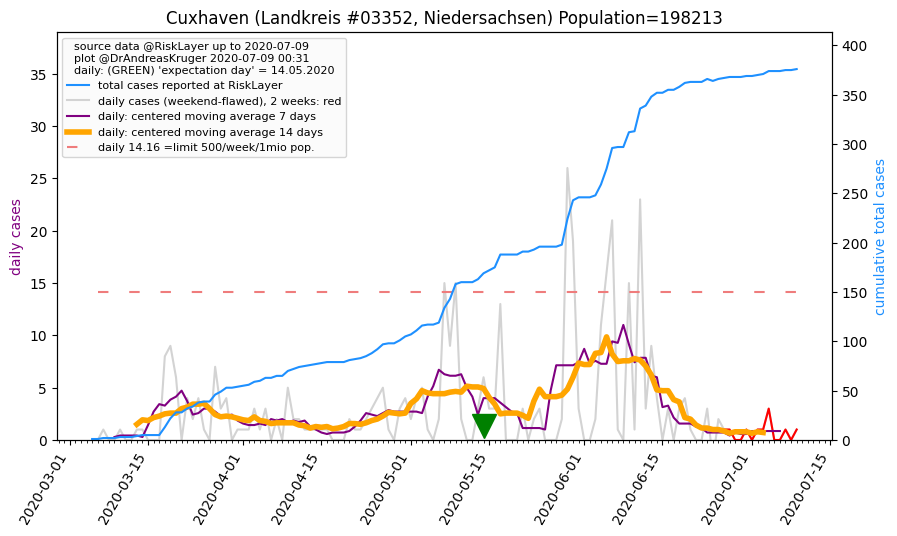 Cuxhaven (Landkreis #03352, Niedersachsen) Population=198213
source data @RiskLayer up to 2020-07-09
plot @DrAndreasKruger 2020-07-09 00:31
daily: (GREEN) 'expectation day' = 14.05.2020
total cases reported at RiskLayer
daily cases (weekend-flawed), 2 weeks: red
daily: centered moving average 7 days
daily: centered moving average 14 days
daily 14.16 =limit 500/week/1mio pop.
daily cases
0
5
10
15
20
25
30
35
cumulative total cases
0
50
100
150
200
250
300
350
400
2020-03-01
2020-03-15
2020-04-01
2020-04-15
2020-05-01
2020-05-15
2020-06-01
2020-06-15
2020-07-01
2020-07-15